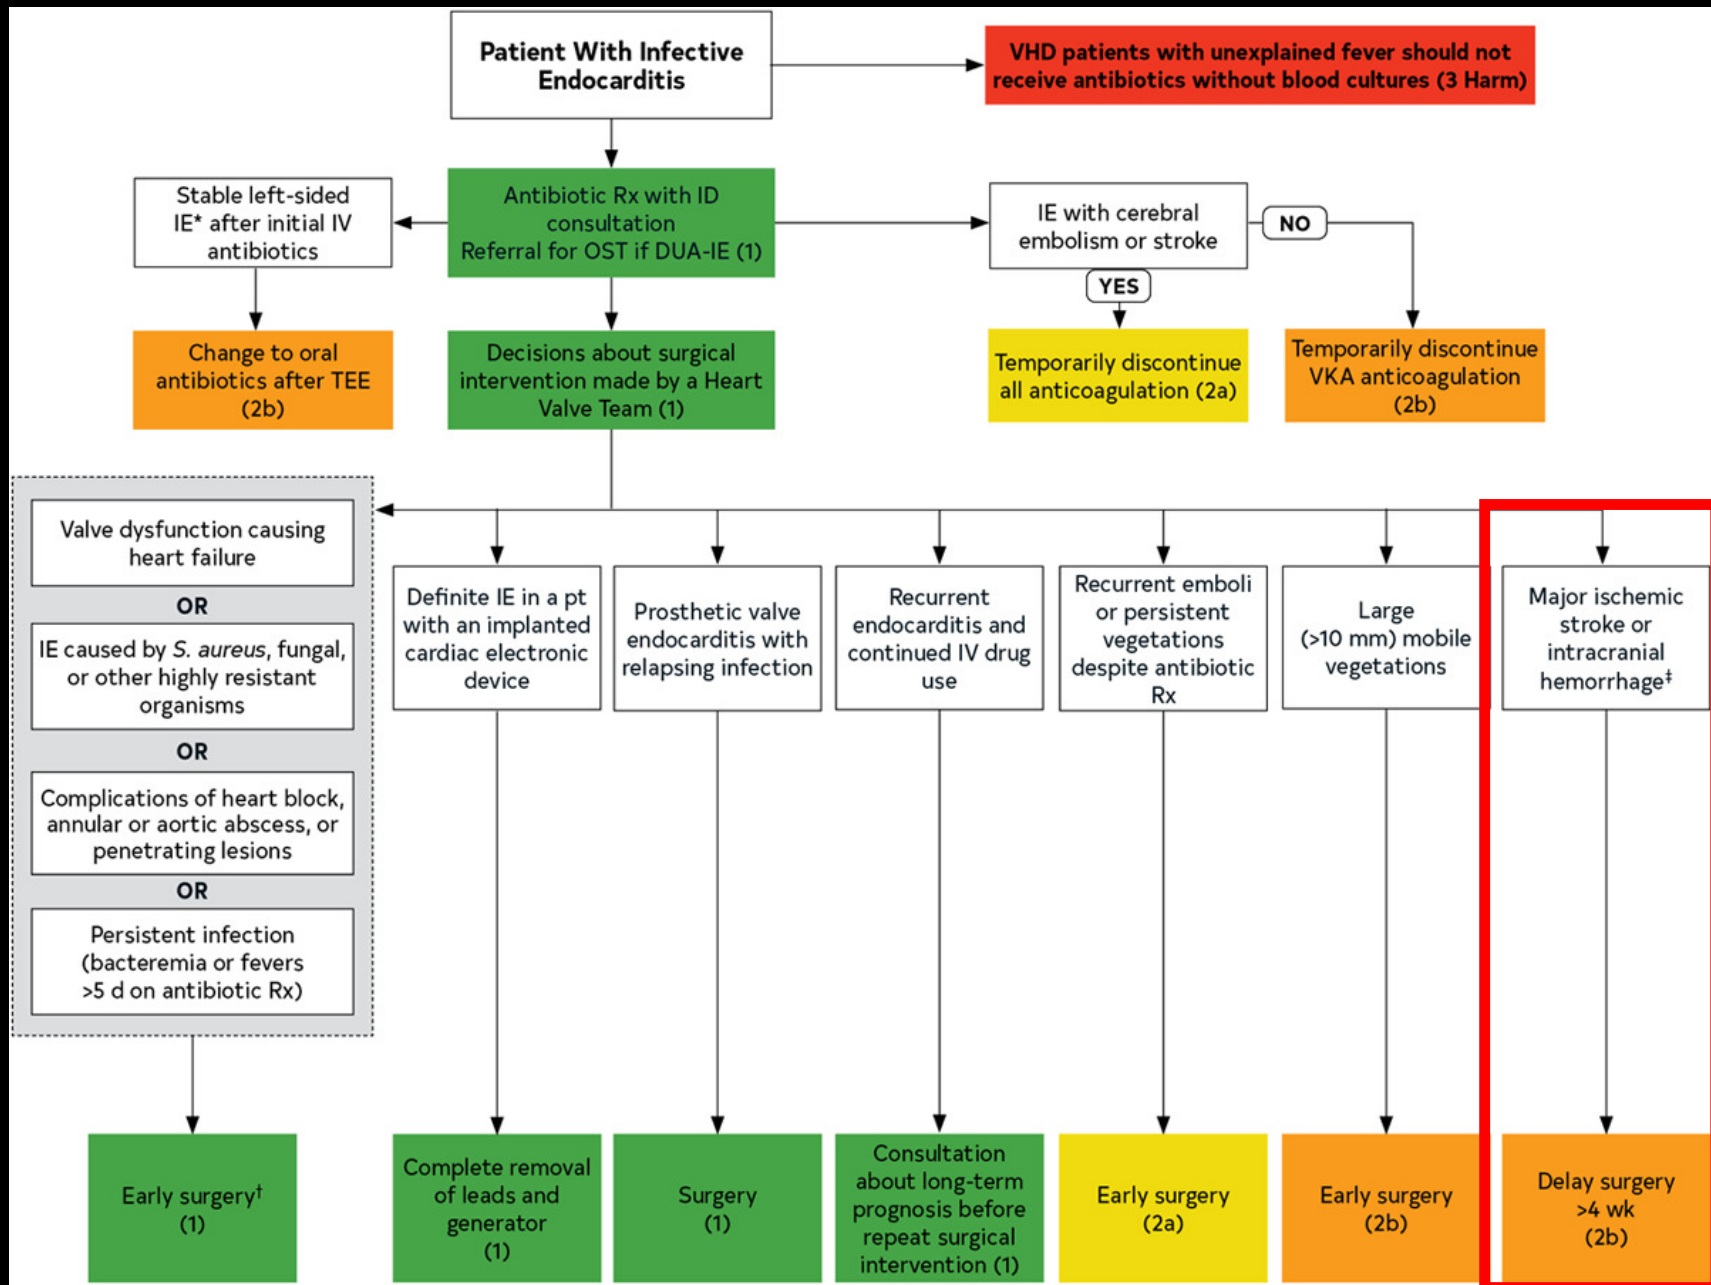 Patient With Infective
Endocarditis
VHD patients with unexplained fever should not
receive antibiotics without blood cultures (3 Harm)
Stable left-sided
IE* after initial IV
antibiotics
Antibiotic Rx with ID
consultation
Referral for OST if DUA-IE (1)
IE with cerebral
embolism or stroke
NO
YES
Change to oral
antibiotics after TEE
(2b)
Decisions about surgical
intervention made by a Heart
Valve Team (1)
Temporarily discontinue
all anticoagulation (2a)
Temporarily discontinue
VKA anticoagulation
(2b)
Valve dysfunction causing
heart failure
OR
IE caused by S. aureus, fungal,
or other highly resistant
organisms
OR
Complications of heart block,
annular or aortic abscess, or
penetrating lesions
OR
Persistent infection
(bacteremia or fevers
>5 d on antibiotic Rx)
Definite IE in a pt
with an implanted
cardiac electronic
device
Prosthetic valve
endocarditis with
relapsing infection
Recurrent
endocarditis and
continued IV drug
use
Recurrent emboli
or persistent
vegetations
despite antibiotic
Rx
Large
(>10 mm) mobile
vegetations
Major ischemic
stroke or
intracranial
hemorrhage‡
Early surgery†
(1)
Complete removal
of leads and
generator
(1)
Surgery
(1)
Consultation
about long-term
prognosis before
repeat surgical
intervention (1)
Early surgery
(2a)
Early surgery
(2b)
Delay surgery
>4 wk
(2b)